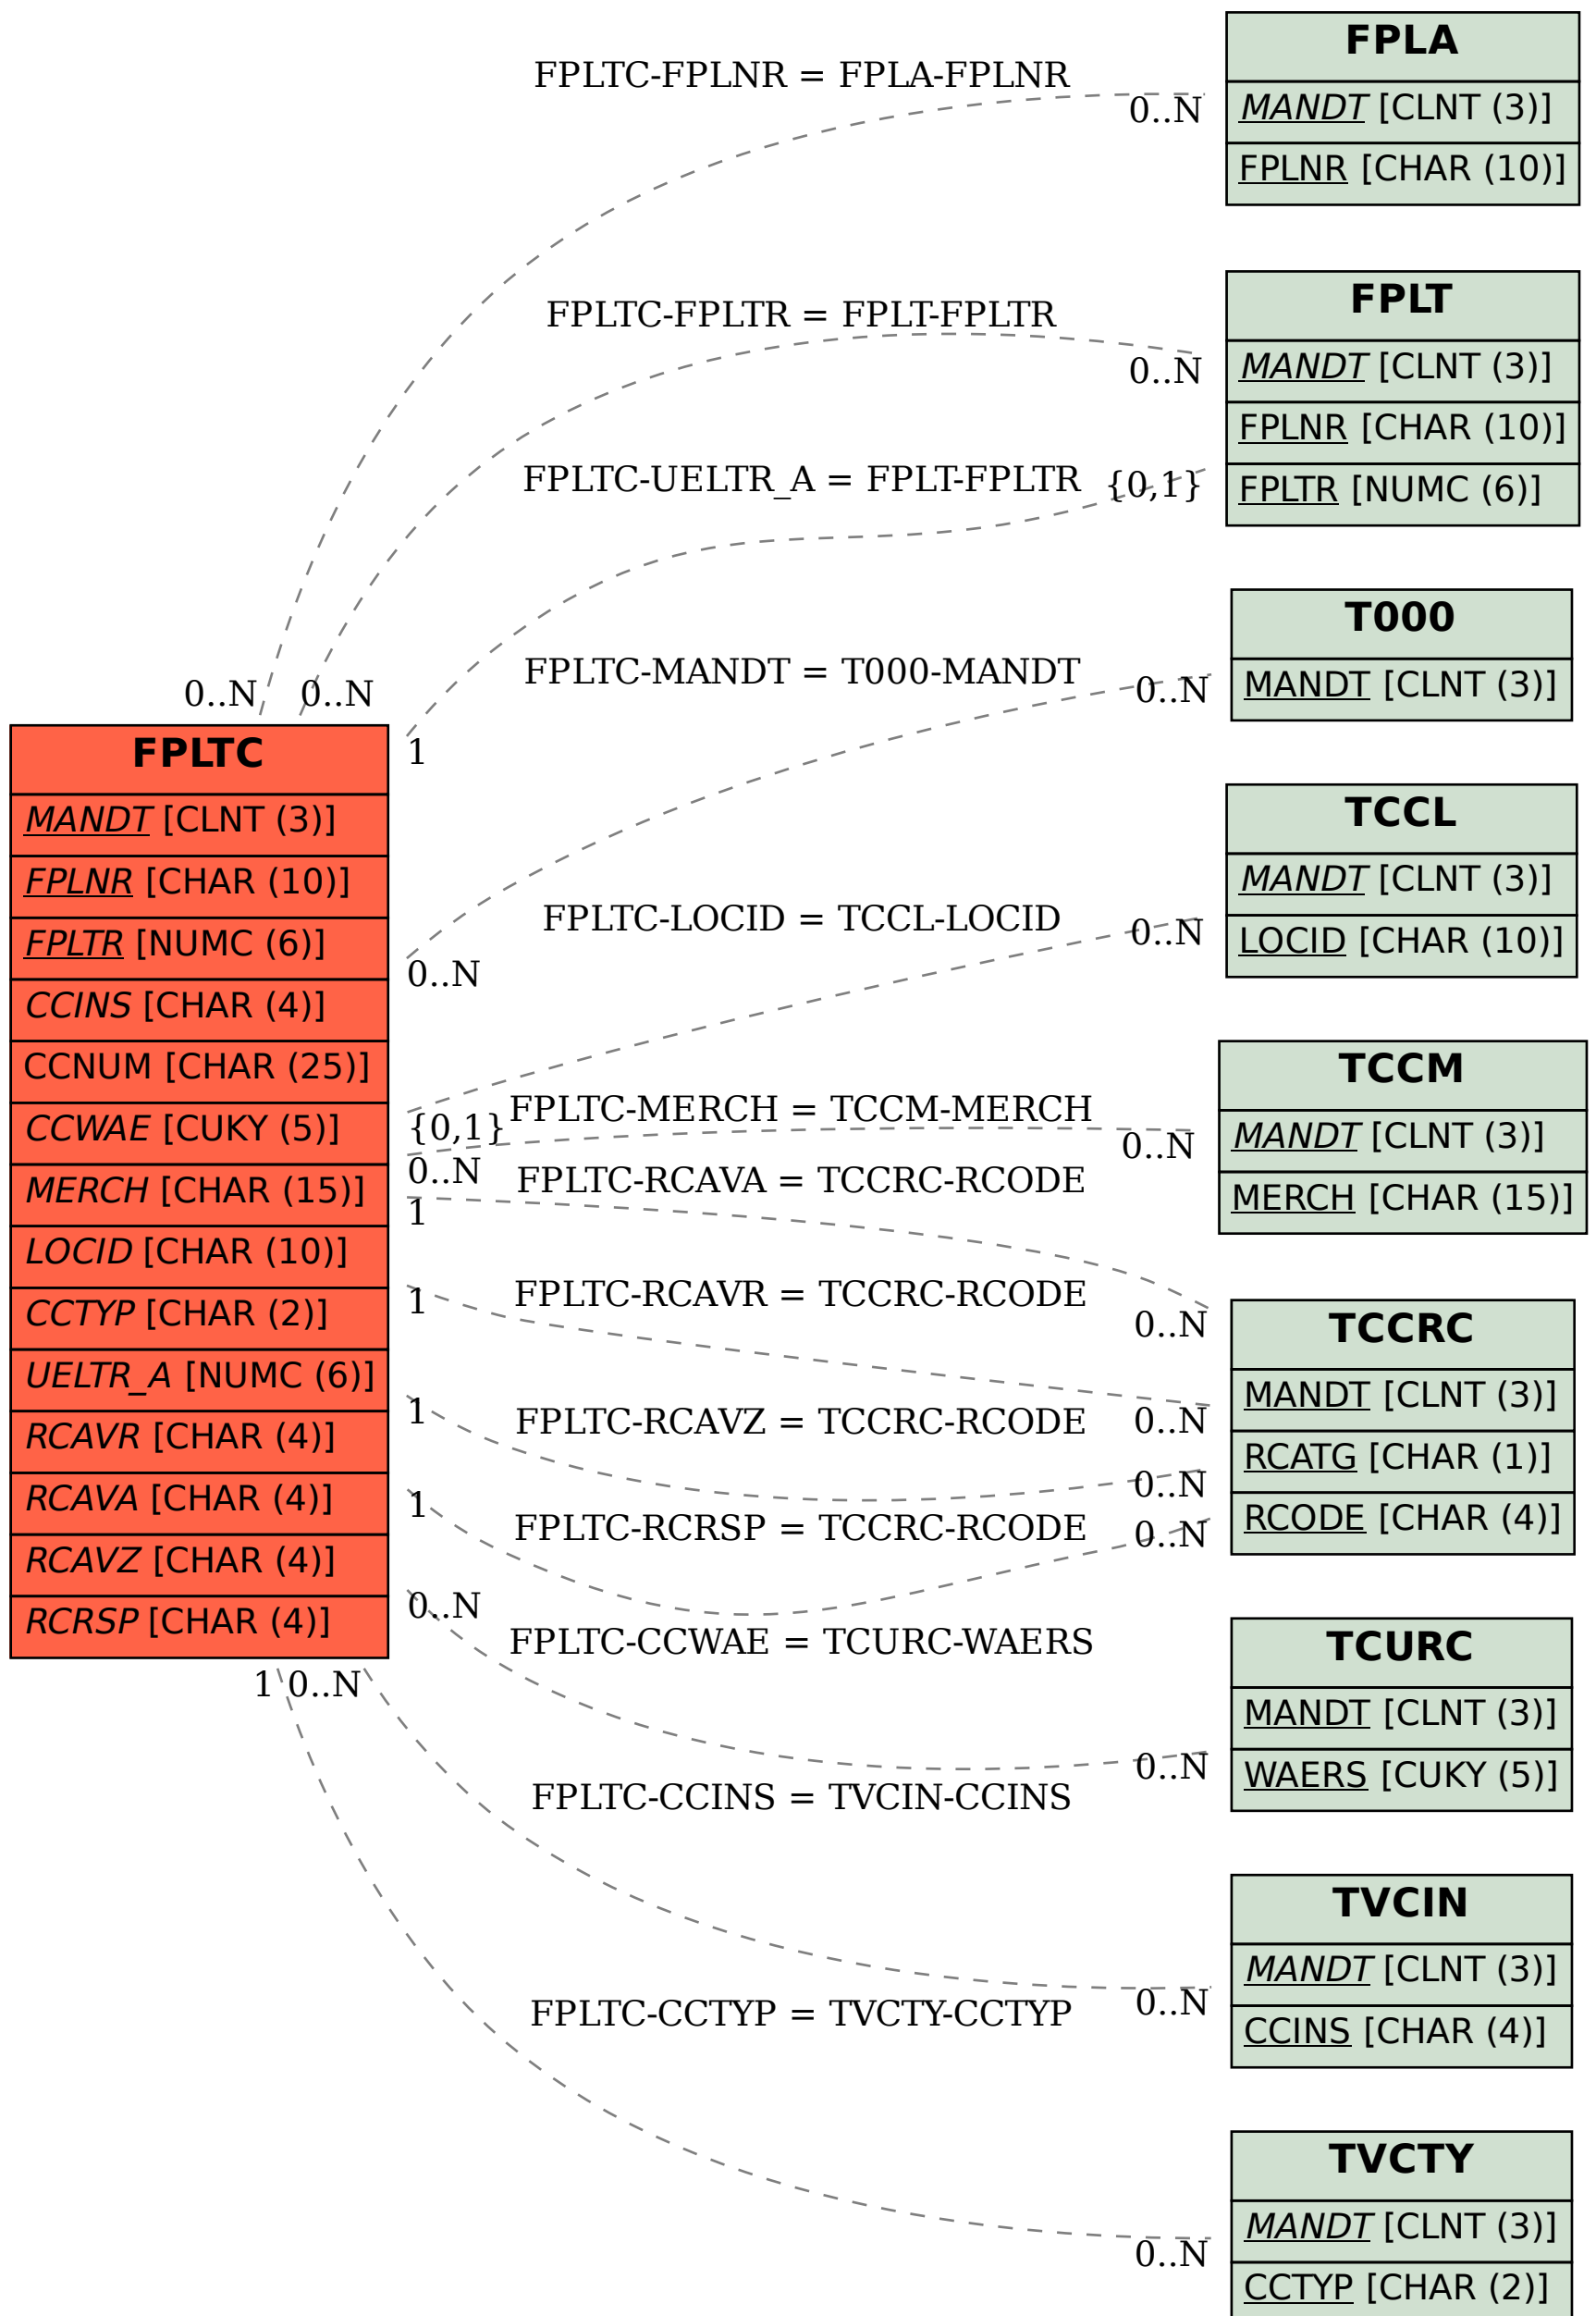 FPLA
MANDT [CLNT (3)]
FPLNR [CHAR (10)]
FPLTC-FPLNR = FPLA-FPLNR
0..N
FPLT
MANDT [CLNT (3)]
FPLNR [CHAR (10)]
FPLTR [NUMC (6)]
FPLTC-FPLTR = FPLT-FPLTR
0..N
FPLTC-UELTR_A = FPLT-FPLTR
{0,1}
T000
MANDT [CLNT (3)]
FPLTC-MANDT = T000-MANDT
0..N
0..N
0..N
1
FPLTC
MANDT [CLNT (3)]
FPLNR [CHAR (10)]
FPLTR [NUMC (6)]
CCINS [CHAR (4)]
CCNUM [CHAR (25)]
CCWAE [CUKY (5)]
MERCH [CHAR (15)]
LOCID [CHAR (10)]
CCTYP [CHAR (2)]
UELTR_A [NUMC (6)]
RCAVR [CHAR (4)]
RCAVA [CHAR (4)]
RCAVZ [CHAR (4)]
RCRSP [CHAR (4)]
TCCL
MANDT [CLNT (3)]
LOCID [CHAR (10)]
FPLTC-LOCID = TCCL-LOCID
0..N
0..N
TCCM
MANDT [CLNT (3)]
MERCH [CHAR (15)]
{0,1}
FPLTC-MERCH = TCCM-MERCH
0..N
0..N
FPLTC-RCAVA = TCCRC-RCODE
1
0..N
1
FPLTC-RCAVR = TCCRC-RCODE
0..N
TCCRC
MANDT [CLNT (3)]
RCATG [CHAR (1)]
RCODE [CHAR (4)]
1
FPLTC-RCAVZ = TCCRC-RCODE
0..N
1
FPLTC-RCRSP = TCCRC-RCODE
0..N
0..N
FPLTC-CCWAE = TCURC-WAERS
0..N
TCURC
MANDT [CLNT (3)]
WAERS [CUKY (5)]
1
0..N
FPLTC-CCINS = TVCIN-CCINS
0..N
TVCIN
MANDT [CLNT (3)]
CCINS [CHAR (4)]
FPLTC-CCTYP = TVCTY-CCTYP
0..N
TVCTY
MANDT [CLNT (3)]
CCTYP [CHAR (2)]